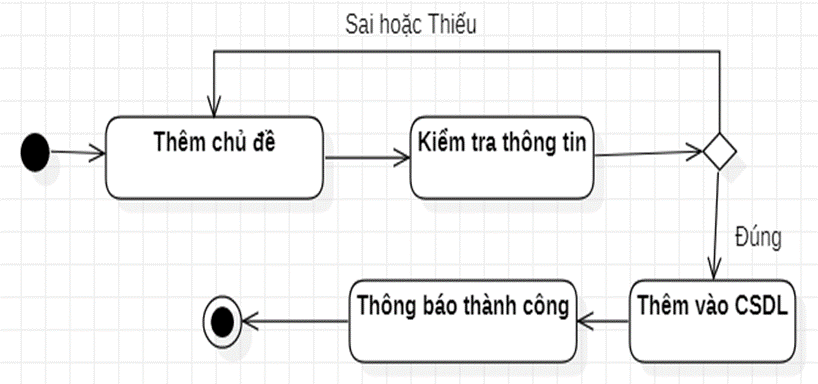 Sai hoặc Thiếu
Thêm chủ đề
Kiểm tra thông tin
Đúng
Thông báo thành công
Thêm vào CSDL